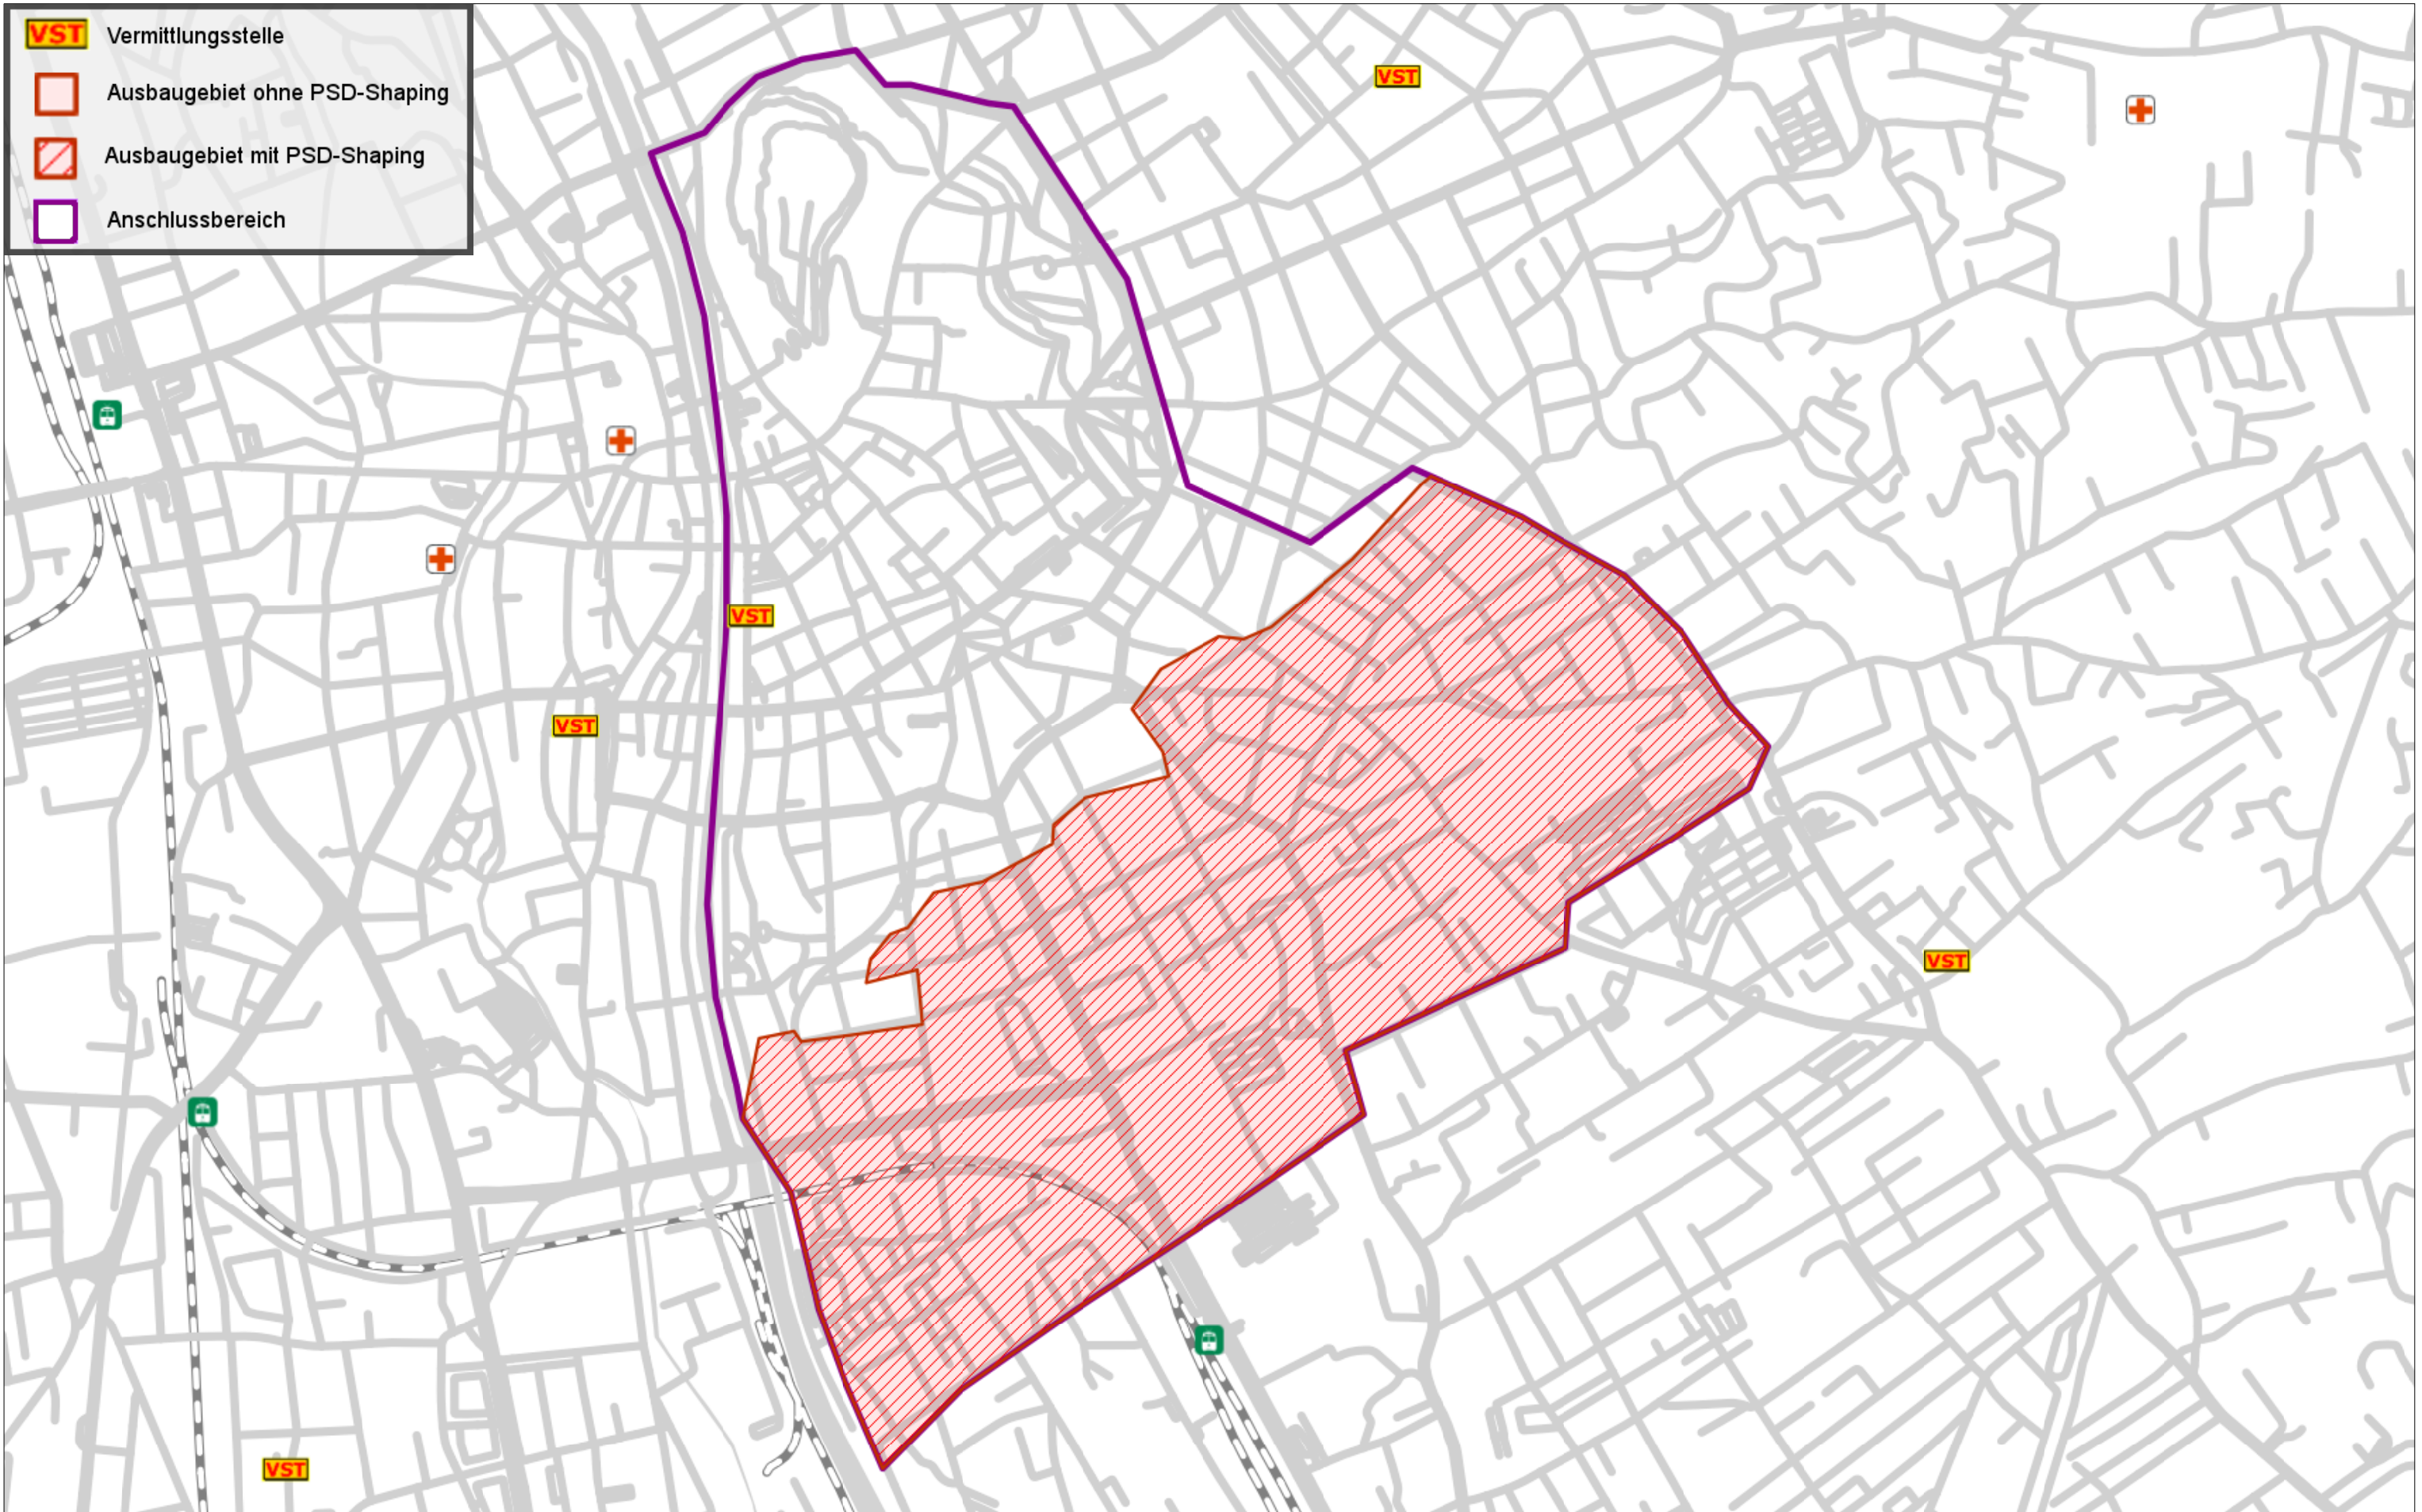 VST Vermittlungsstelle
Ausbaugebiet ohne PSD-Shaping
Ausbaugebiet mit PSD-Shaping
Anschlussbereich
VST
VST
VST
VST
VST